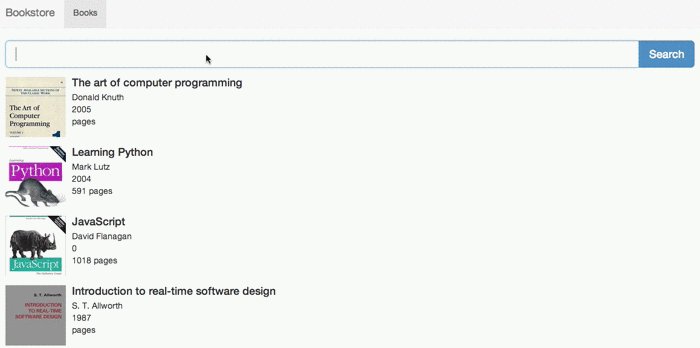 Bookstore
Books
Search
The art of computer programming
Donald Knuth
2005
pages
The Art of
Computer
Programming
Learning Python
Mark Lutz
2004
591 pages
Python
JavaScript
David Flanagan
0
1018 pages
JavaScript
Introduction to real-time software design
S. T. Allworth
1987
pages
S. T. Allworth
INTRODUCTION
TO REAL-TIME
SOFTWARE DESIGN